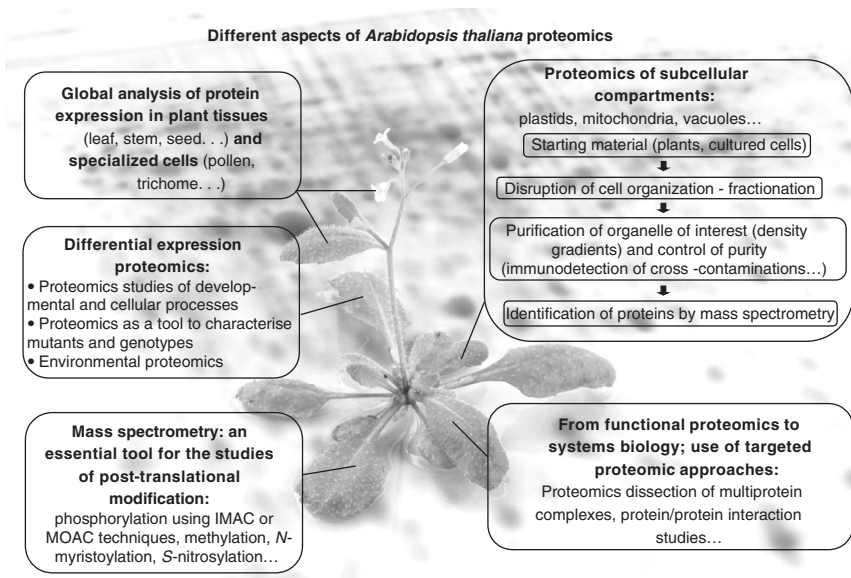 Different aspects of Arabidopsis thaliana proteomics
Global analysis of protein
expression in plant tissues
(leaf, stem, seed. . .) and
specialized cells (pollen,
trichome. . .)
Differential expression
proteomics:
• Proteomics studies of develop-
mental and cellular processes
• Proteomics as a tool to characterise
mutants and genotypes
• Environmental proteomics
Mass spectrometry: an
essential tool for the studies
of post-translational
modification:
phosphorylation using IMAC or
MOAC techniques, methylation, N-
myristoylation, S-nitrosylation...
Proteomics of subcellular
compartments:
plastids, mitochondria, vacuoles...
Starting material (plants, cultured cells)
Disruption of cell organization - fractionation
Purification of organelle of interest (density
gradients) and control of purity
(immunodetection of cross -contaminations...)
Identification of proteins by mass spectrometry
From functional proteomics to
systems biology; use of targeted
proteomic approaches:
Proteomics dissection of multiprotein
complexes, protein/protein interaction
studies...